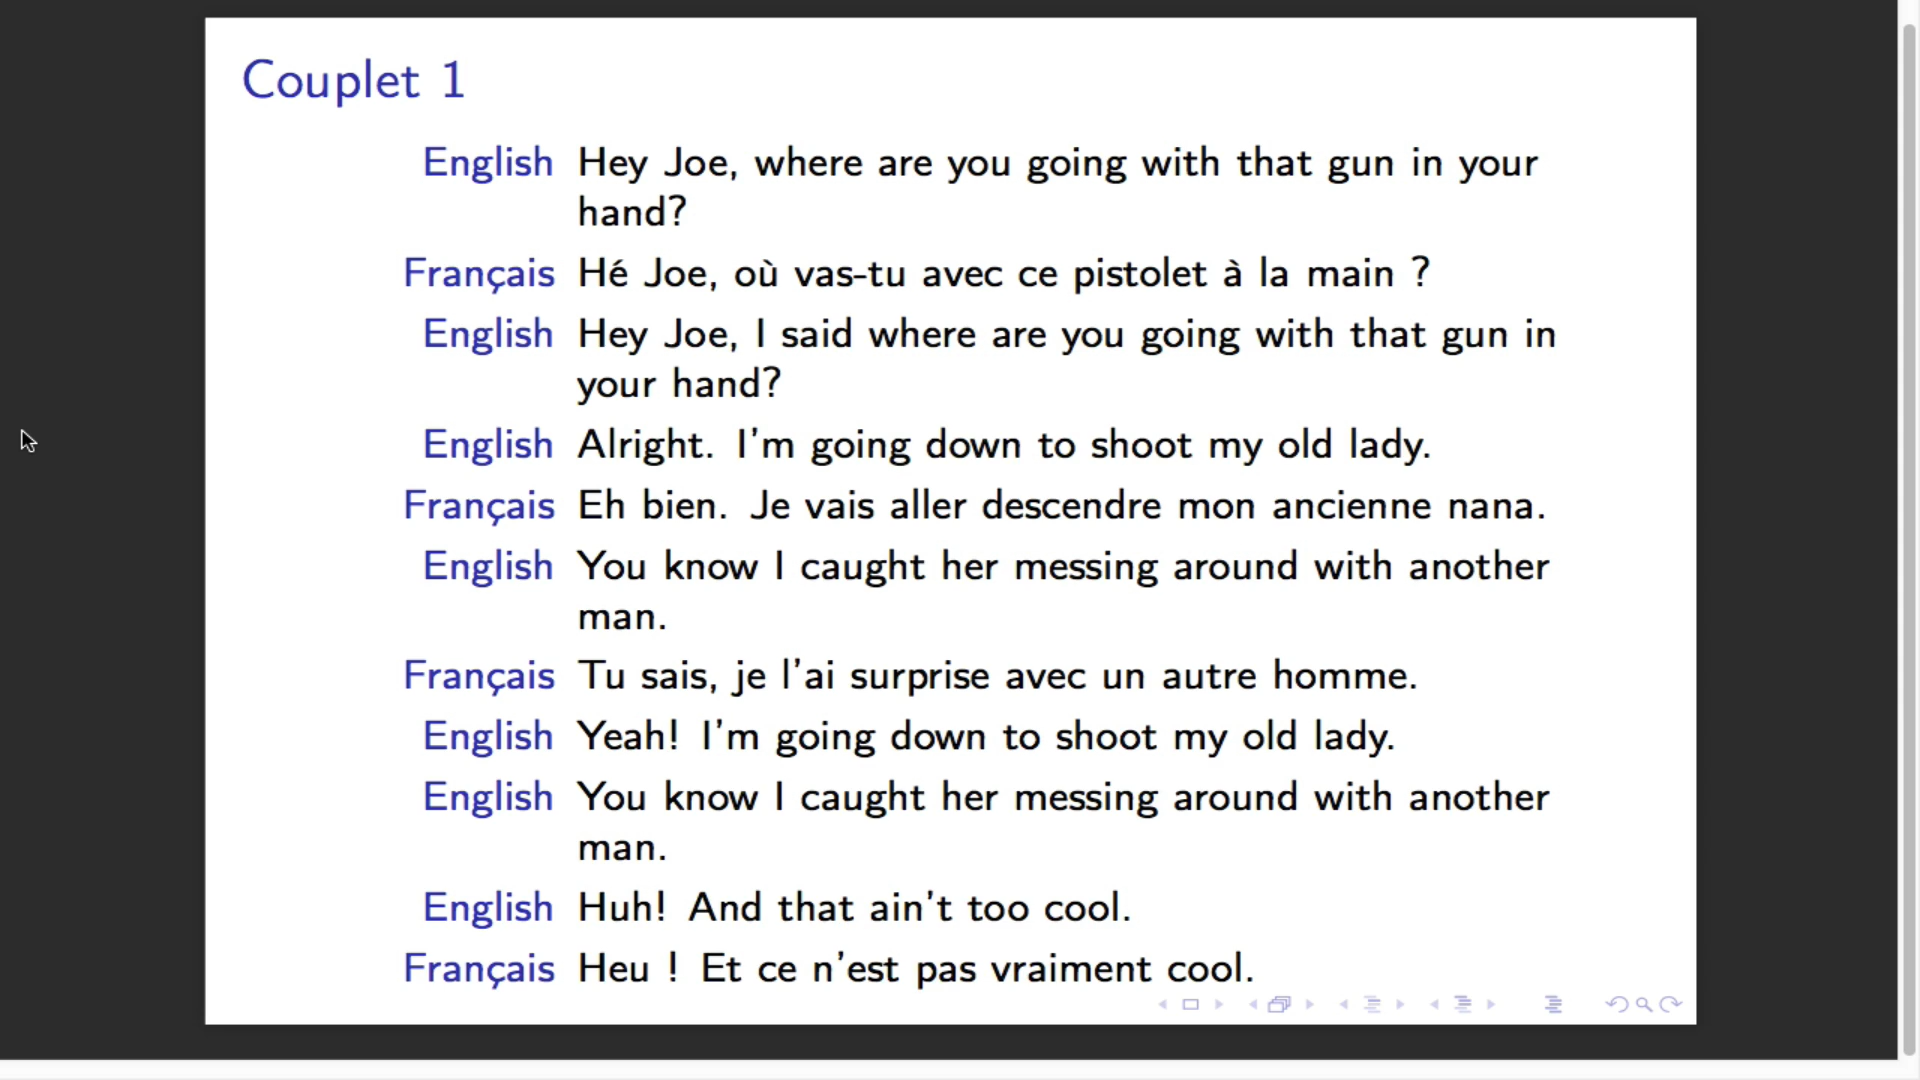 Couplet 1
English Hey Joe, where are you going with that gun in your
hand?
Français Hé Joe, où vas-tu avec ce pistolet à la main ?
English Hey Joe, I said where are you going with that gun in
your hand?
English Alright. I'm going down to shoot my old lady.
Français Eh bien. Je vais aller descendre mon ancienne nana.
English You know I caught her messing around with another
man.
Français Tu sais, je l'ai surprise avec un autre homme.
English Yeah! I'm going down to shoot my old lady.
English You know I caught her messing around with another
man.
English Huh! And that ain't too cool.
Français Heu ! Et ce n'est pas vraiment cool.